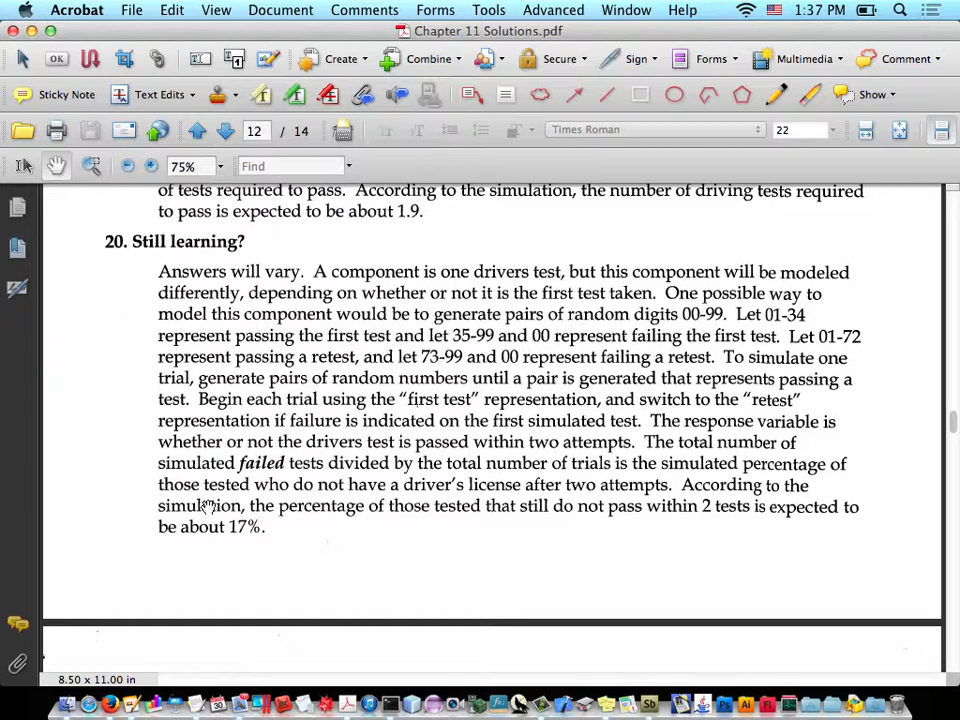 Acrobat File Edit View Document Comments Forms Tools Advanced Window Help 1:37 PM
Chapter 11 Solutions.pdf
OK Create Combine Secure Sign Forms Multimedia Comment
Sticky Note Text Edits Show
12 / 14 Times Roman 22
75% Find
of tests required to pass. According to the simulation, the number of driving tests required
to pass is expected to be about 1.9.
20. Still learning?
Answers will vary. A component is one drivers test, but this component will be modeled
differently, depending on whether or not it is the first test taken. One possible way to
model this component would be to generate pairs of random digits 00-99. Let 01-34
represent passing the first test and let 35-99 and 00 represent failing the first test. Let 01-72
represent passing a retest, and let 73-99 and 00 represent failing a retest. To simulate one
trial, generate pairs of random numbers until a pair is generated that represents passing a
test. Begin each trial using the “first test” representation, and switch to the “retest”
representation if failure is indicated on the first simulated test. The response variable is
whether or not the drivers test is passed within two attempts. The total number of
simulated failed tests divided by the total number of trials is the simulated percentage of
those tested who do not have a driver’s license after two attempts. According to the
simulation, the percentage of those tested that still do not pass within 2 tests is expected to
be about 17%.
8.50 x 11.00 in